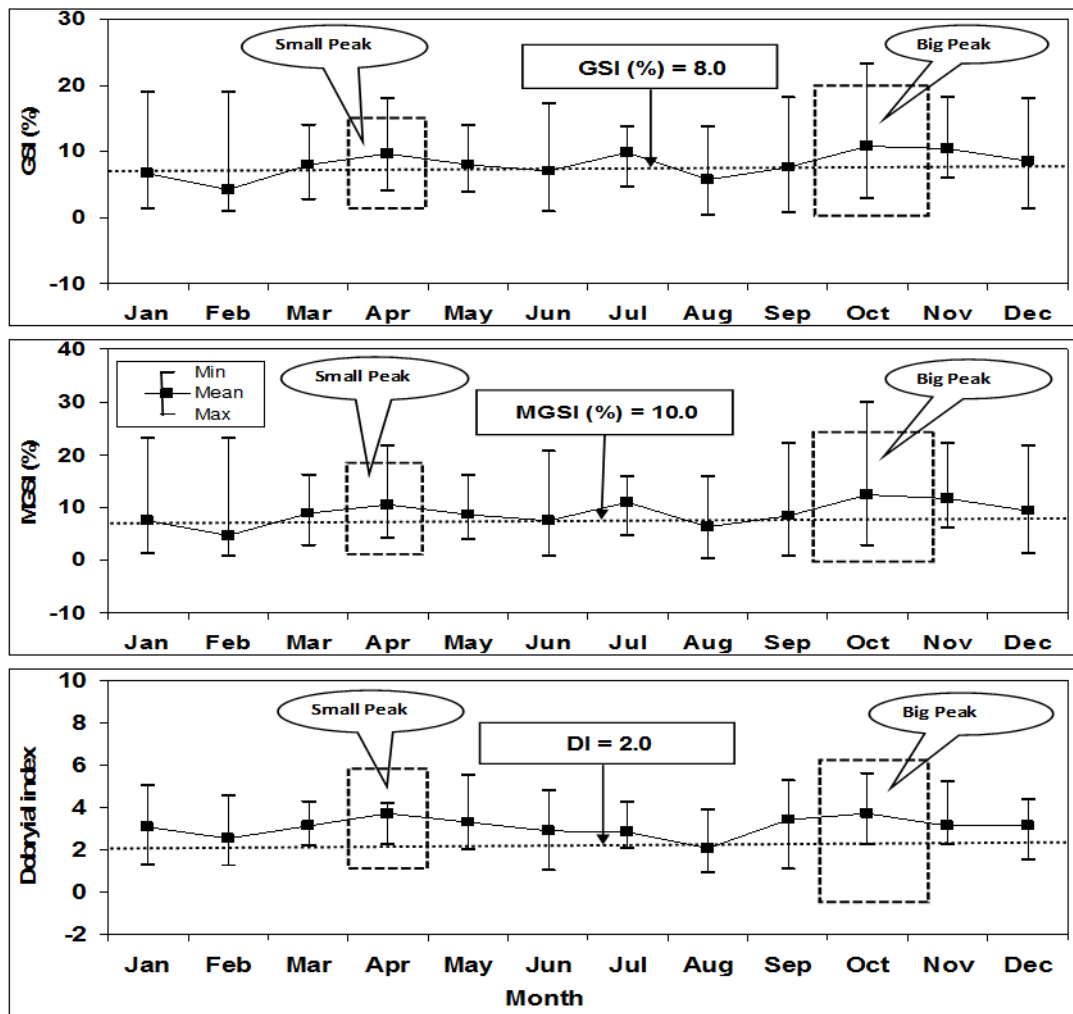 30
20
10
0
-10
GSI (%)
Small Peak
GSI (%) = 8.0
Big Peak
Jan Feb Mar Apr May Jun Jul Aug Sep Oct Nov Dec
40
30
20
10
0
-10
MGSI (%)
Min
Mean
Max
Small Peak
MGSI (%) = 10.0
Big Peak
Jan Feb Mar Apr May Jun Jul Aug Sep Oct Nov Dec
10
8
6
4
2
0
-2
Dobryial index
Small Peak
DI = 2.0
Big Peak
Jan Feb Mar Apr May Jun Jul Aug Sep Oct Nov Dec
Month